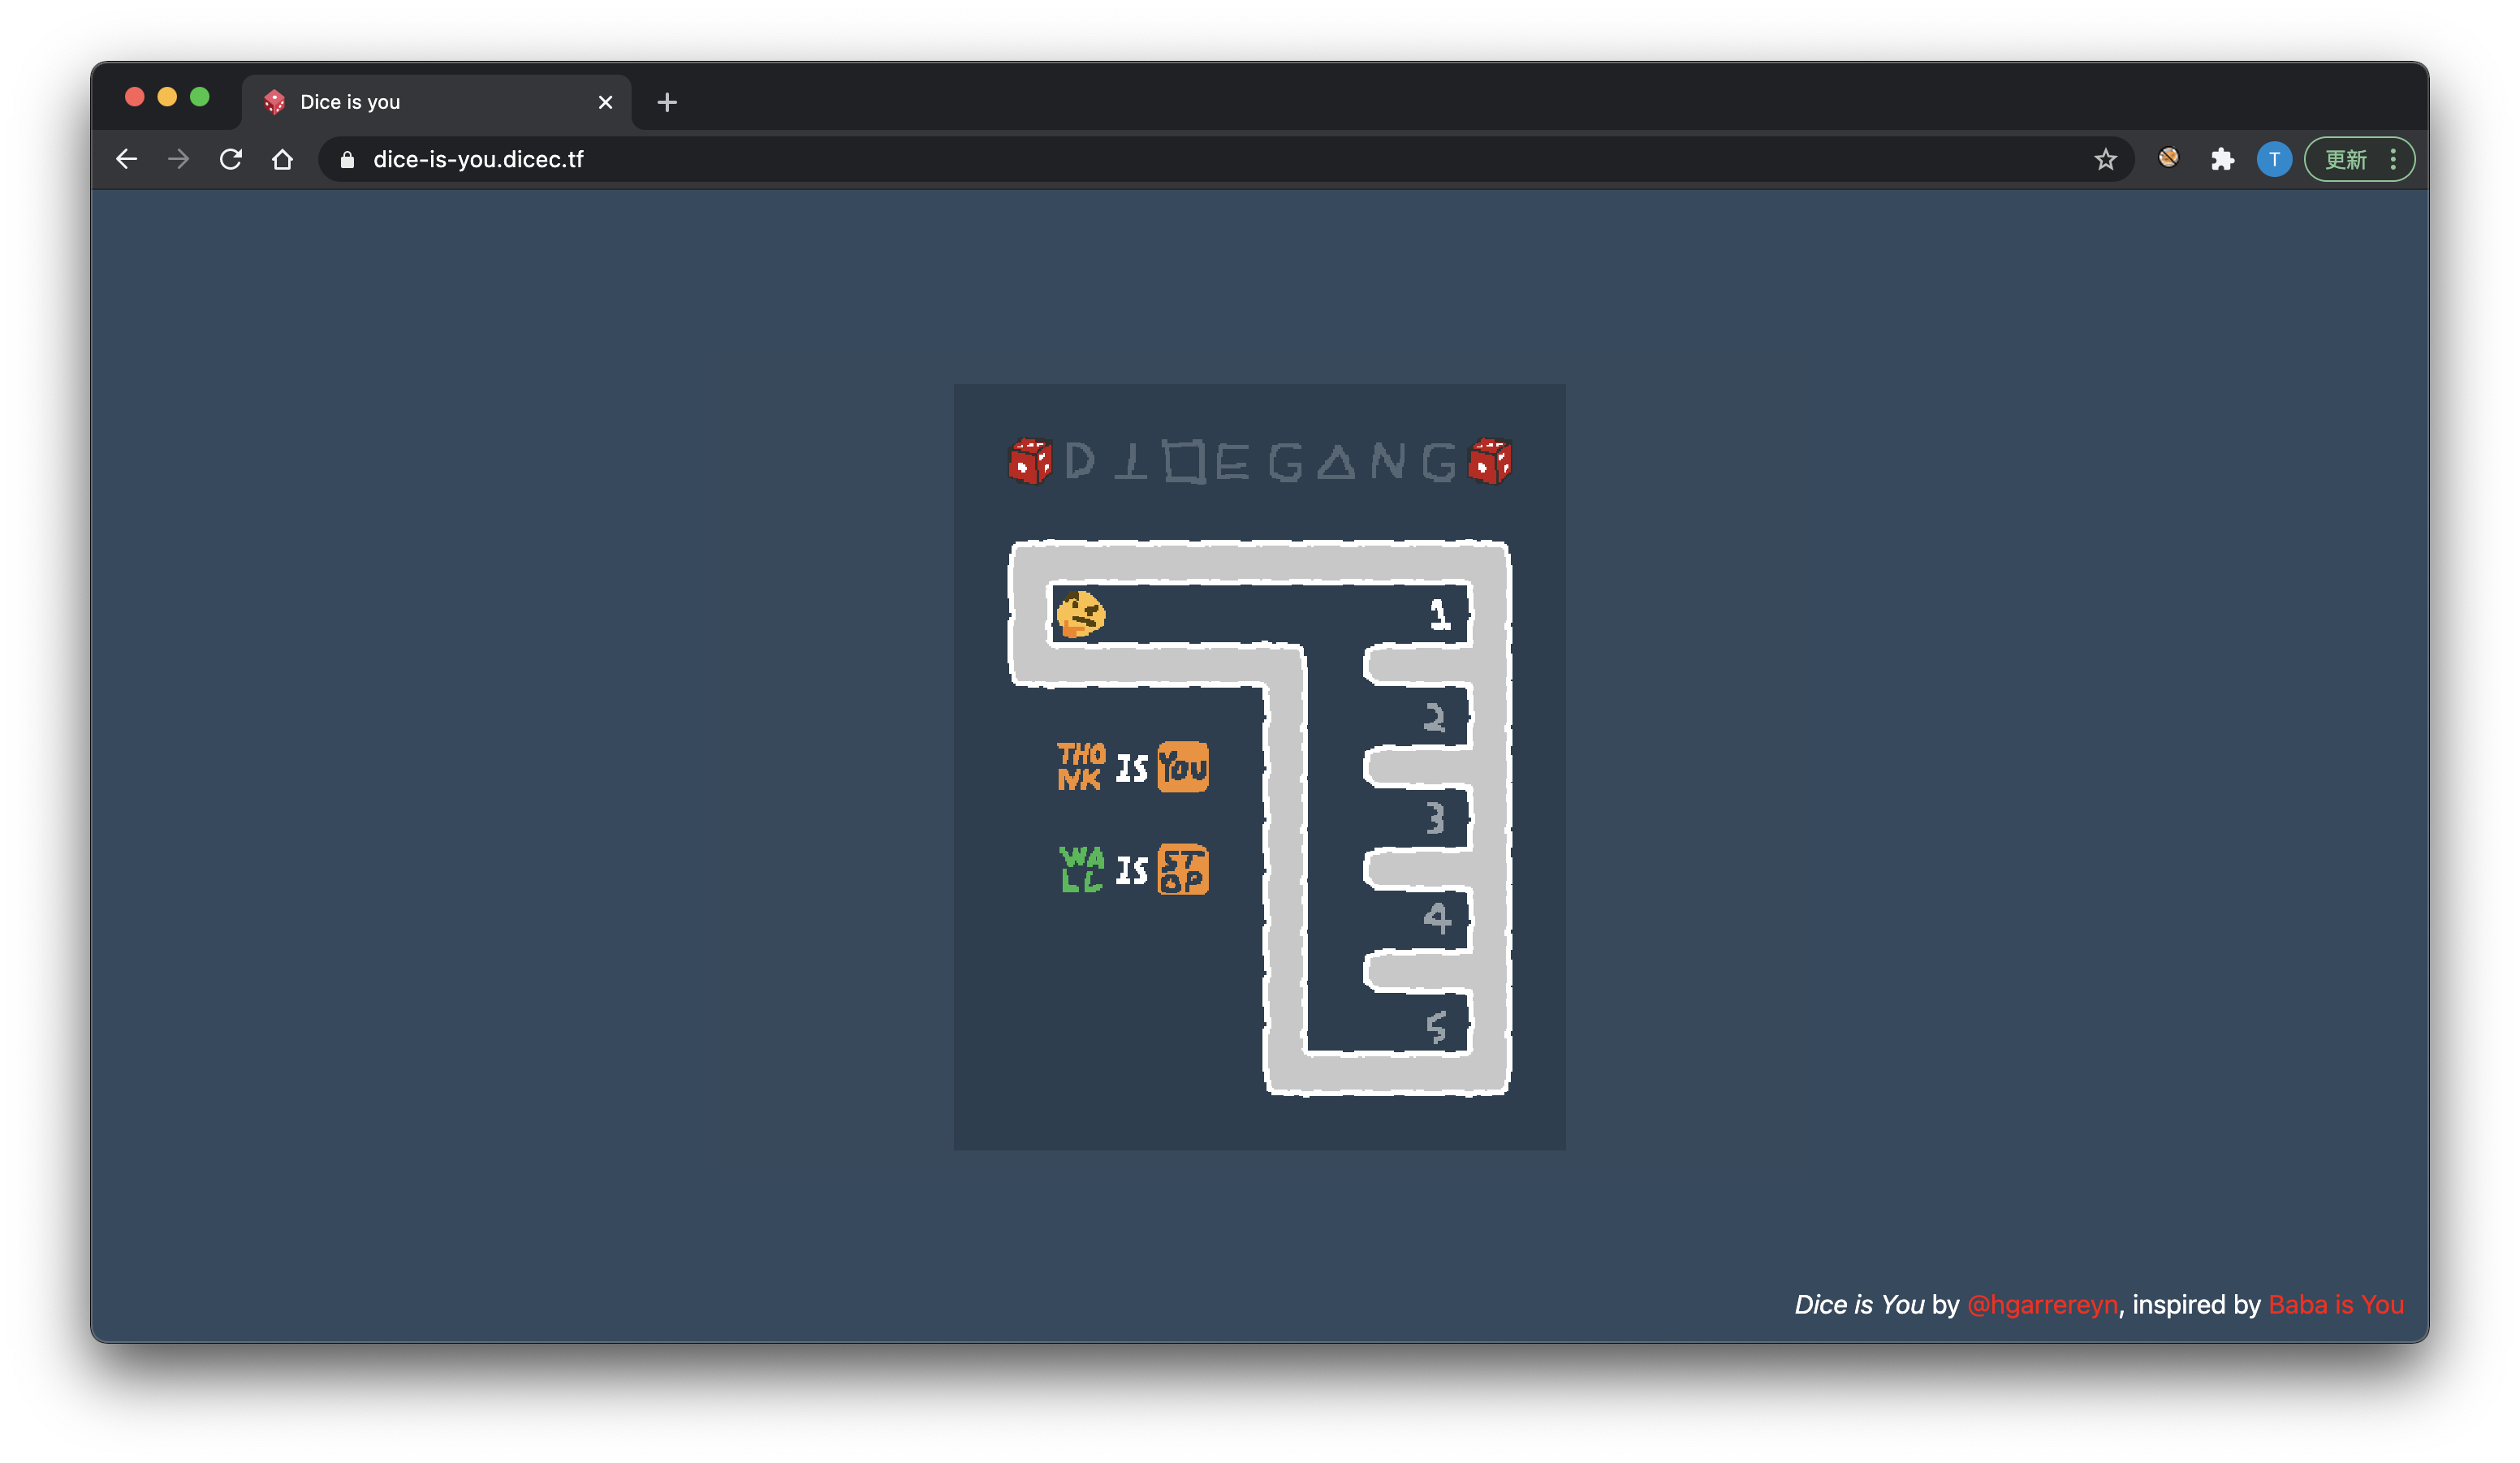 Dice is you
dice-is-you.dicec.tf
T
更新
D I □ E G △ N G
1
2
THONK IS YOU
3
WALL IS STOP
4
5
Dice is You by @hgarrereyn, inspired by Baba is You